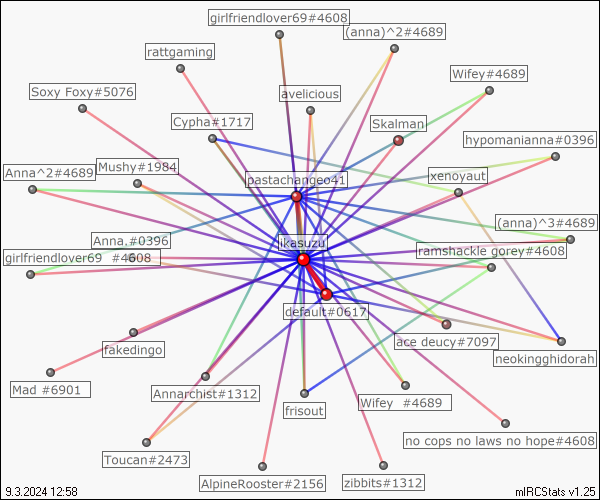 girlfriendlover69#4608
(anna)^2#4689
rattgaming
Wifey#4689
Soxy Foxy#5076
avelicious
Cypha#1717
Skalman
hypomanianna#0396
Mushy#1984
Anna^2#4689
pastachangeo41
xenoyaut
(anna)^3#4689
Anna,#0396
ikasuzu
girlfriendlover69 #4608
ramshackle gorey#4608
default#0617
fakedingo
ace deucy#7097
neokingghidorah
Mad #6901
Annarchist#1312
frisout
Wifey #4689
no cops no laws no hope#4608
Toucan#2473
AlpineRooster#2156
zibbits#1312
9.3.2024 12:58
mIRCStats v1.25